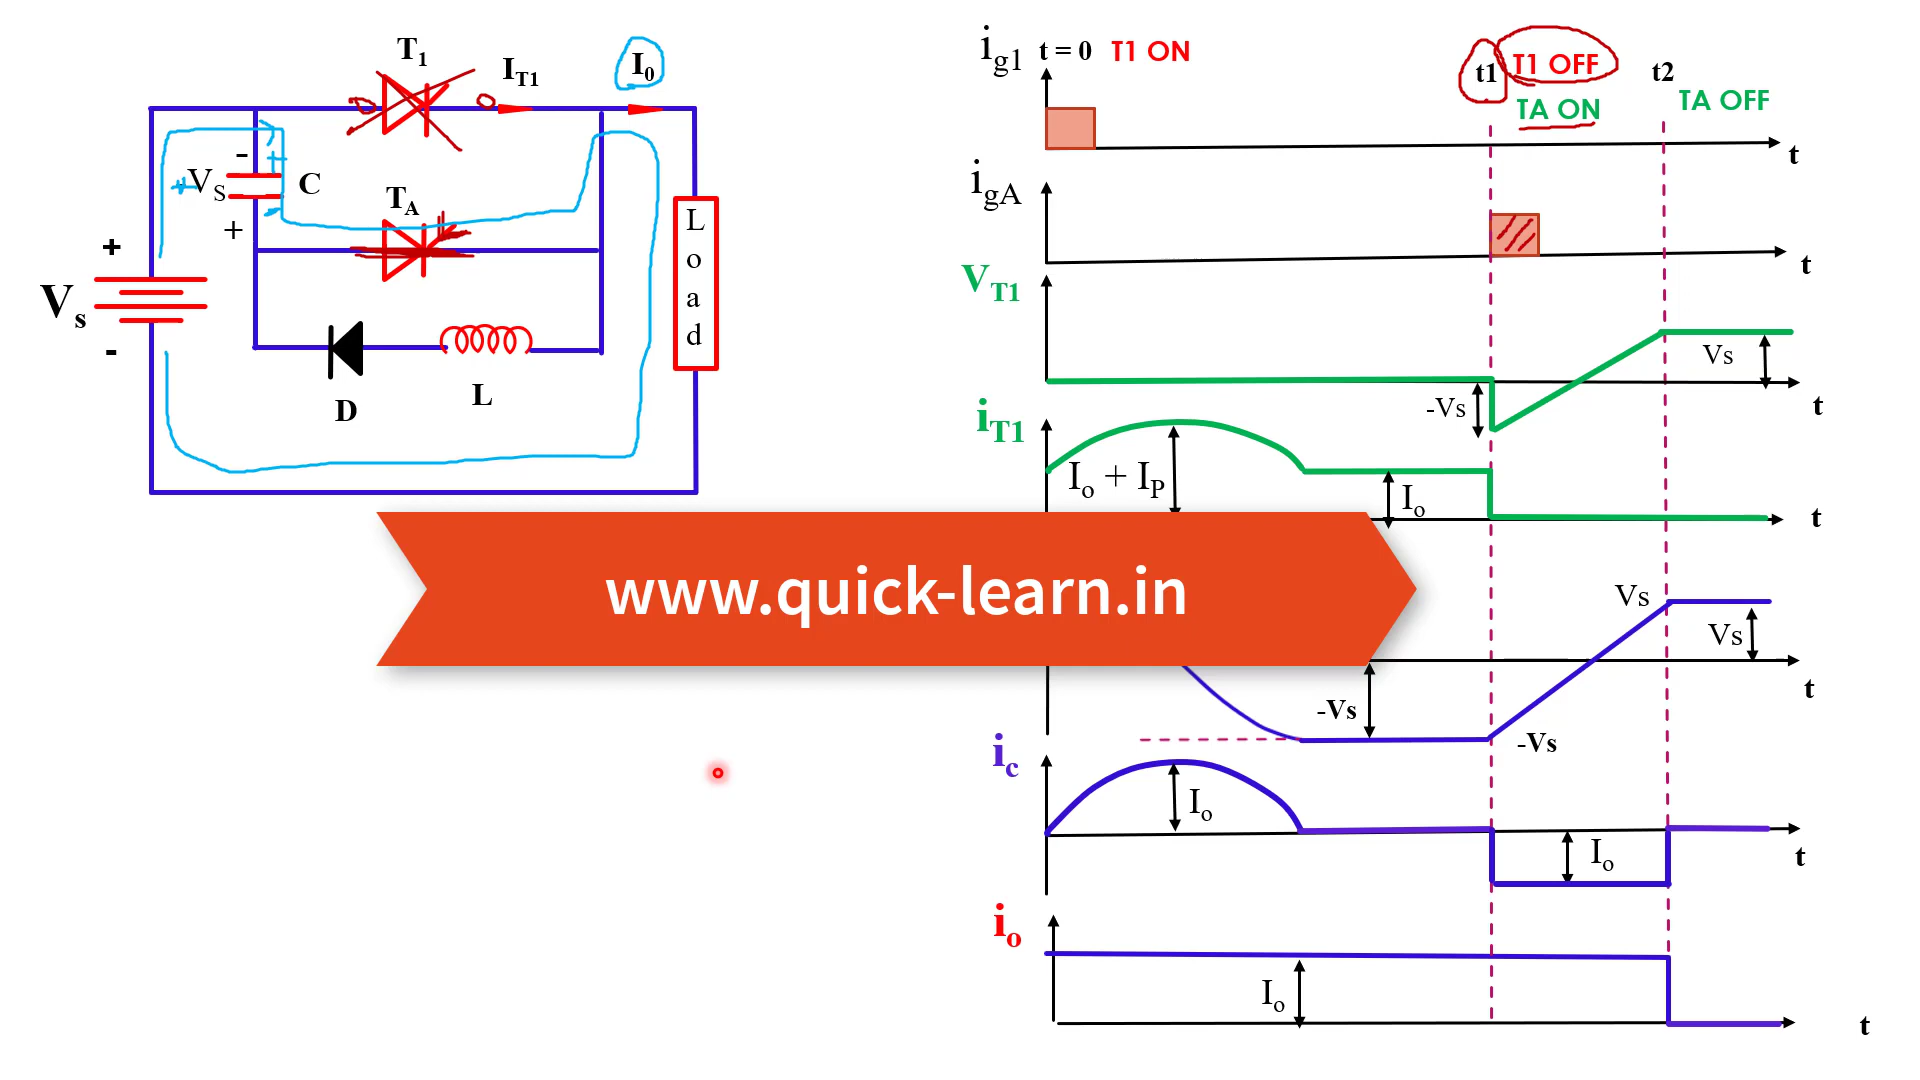 T1
IT1
I0
-
VS
C
+
TA
+
Vs
-
D
L
L
o
a
d
ig1
t = 0
T1 ON
t1
T1 OFF
TA ON
t2
TA OFF
t
igA
t
VT1
-Vs
Vs
t
iT1
Io + IP
Io
t
www.quick-learn.in
Vs
Vs
-Vs
-Vs
t
ic
Io
Io
t
io
Io
t